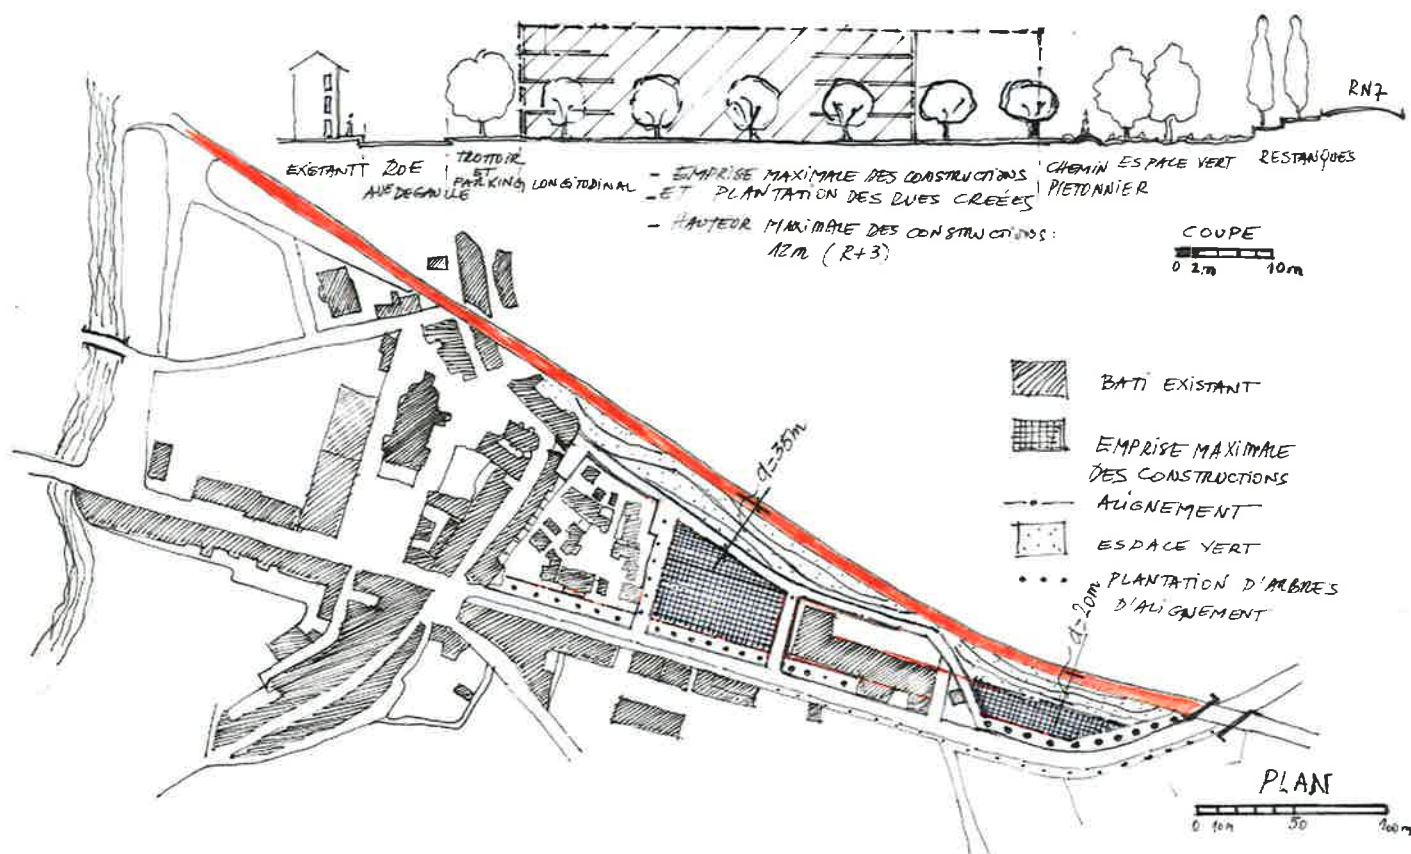 RN7
EXISTANT RUE
AVE DEGAULLE
TROTTOIR
ET
PARKING LONGITUDINAL
- EMPRISE MAXIMALE DES CONSTRUCTIONS
- ET PLANTATION DES RUES CREÉES
- HAUTEUR MAXIMALE DES CONSTRUCTIONS:
12m (R+3)
CHEMIN
PIETONNIER
ESPACE VERT
RESTANQUES
COUPE
0 2m 10m
BATI EXISTANT
EMPRISE MAXIMALE
DES CONSTRUCTIONS
ALIGNEMENT
ESPACE VERT
PLANTATION D'ARBRES
D'ALIGNEMENT
d=35m
d=20m
PLAN
0 10m 50 100m